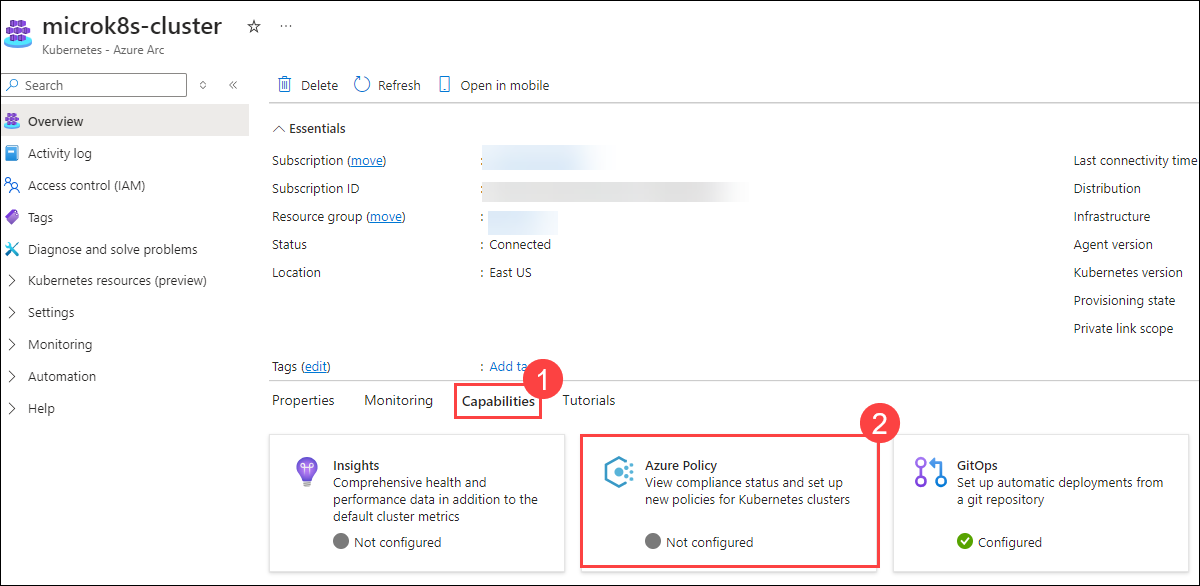 microk8s-cluster
Kubernetes - Azure Arc
Search
Delete
Refresh
Open in mobile
Overview
Activity log
Access control (IAM)
Tags
Diagnose and solve problems
Kubernetes resources (preview)
Settings
Monitoring
Automation
Help
Essentials
Subscription (move) :
Subscription ID :
Resource group (move) :
Status : Connected
Location : East US
Last connectivity time
Distribution
Infrastructure
Agent version
Kubernetes version
Provisioning state
Private link scope
Tags (edit) : Add ta
1
Properties
Monitoring
Capabilities
Tutorials
2
Insights
Comprehensive health and
performance data in addition to the
default cluster metrics
Not configured
Azure Policy
View compliance status and set up
new policies for Kubernetes clusters
Not configured
GitOps
Set up automatic deployments from
a git repository
Configured